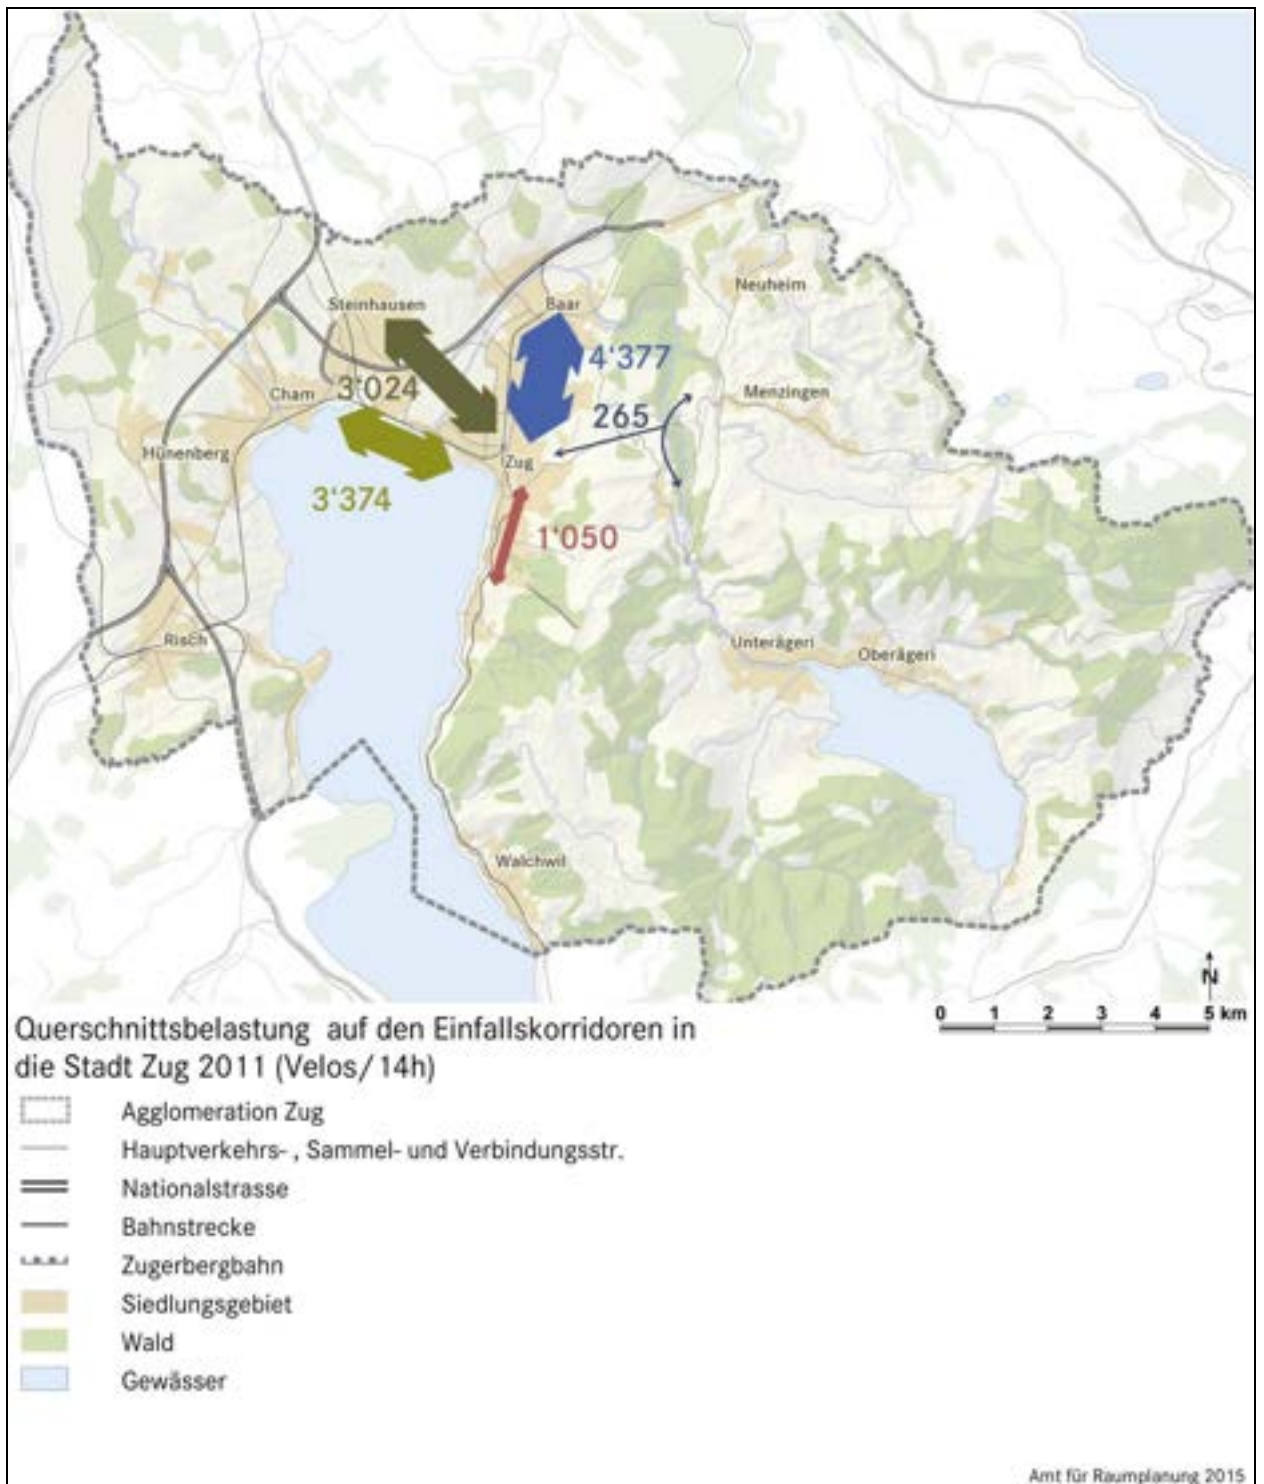 Neuheim
Steinhausen
Baar
4'377
3'024
Cham
Menzingen
265
Hünenberg
Zug
3'374
1'050
Risch
Unterägeri
Oberägeri
Walchwil
N
0 1 2 3 4 5 km
Querschnittsbelastung auf den Einfallskorridoren in
die Stadt Zug 2011 (Velos/14h)
Agglomeration Zug
Hauptverkehrs- , Sammel- und Verbindungsstr.
Nationalstrasse
Bahnstrecke
Zugerbergbahn
Siedlungsgebiet
Wald
Gewässer
Amt für Raumplanung 2015